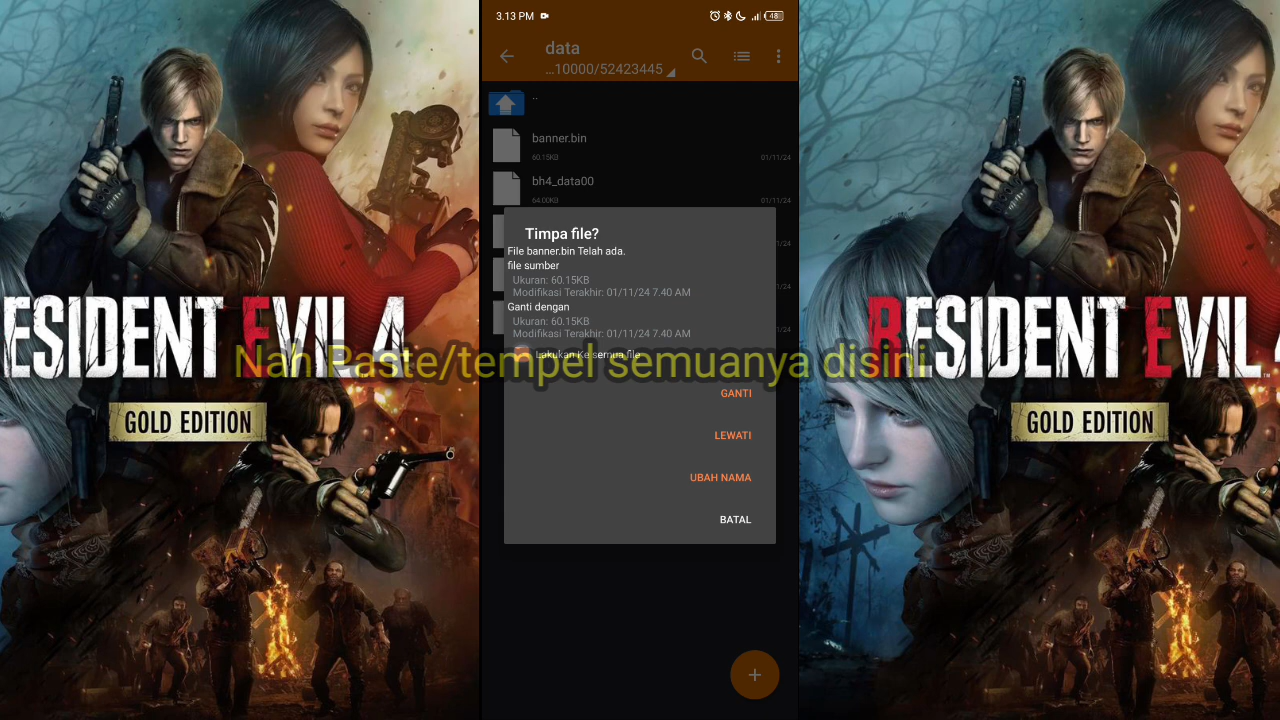 RESIDENT EVIL 4
GOLD EDITION
3.13 PM
48
data
...10000/52423445
..
banner.bin
60.15KB
01/11/24
bh4_data00
64.00KB
01/11/24
Timpa file?
File banner.bin Telah ada.
file sumber
Ukuran: 60.15KB
Modifikasi Terakhir: 01/11/24 7.40 AM
Ganti dengan
Ukuran: 60.15KB
Modifikasi Terakhir: 01/11/24 7.40 AM
Lakukan Ke semua file
Nah Paste/tempel semuanya disini.
GANTI
LEWATI
UBAH NAMA
BATAL
RESIDENT EVIL
GOLD EDITION